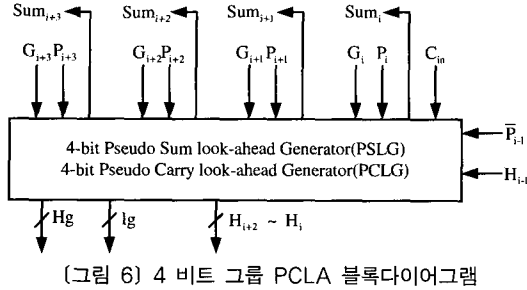 Sum_{i+3} Sum_{i+2} Sum_{i+1} Sum_i
G_{i+3} P_{i+3} G_{i+2} P_{i+2} G_{i+1} P_{i+1} G_i P_i C_{in}
4-bit Pseudo Sum look-ahead Generator(PSLG)
4-bit Pseudo Carry look-ahead Generator(PCLG)
P̅_{i-1}
H_{i-1}
Hg Ig H_{i+2} ~ H_i
〔그림 6〕 4 비트 그룹 PCLA 블록다이어그램